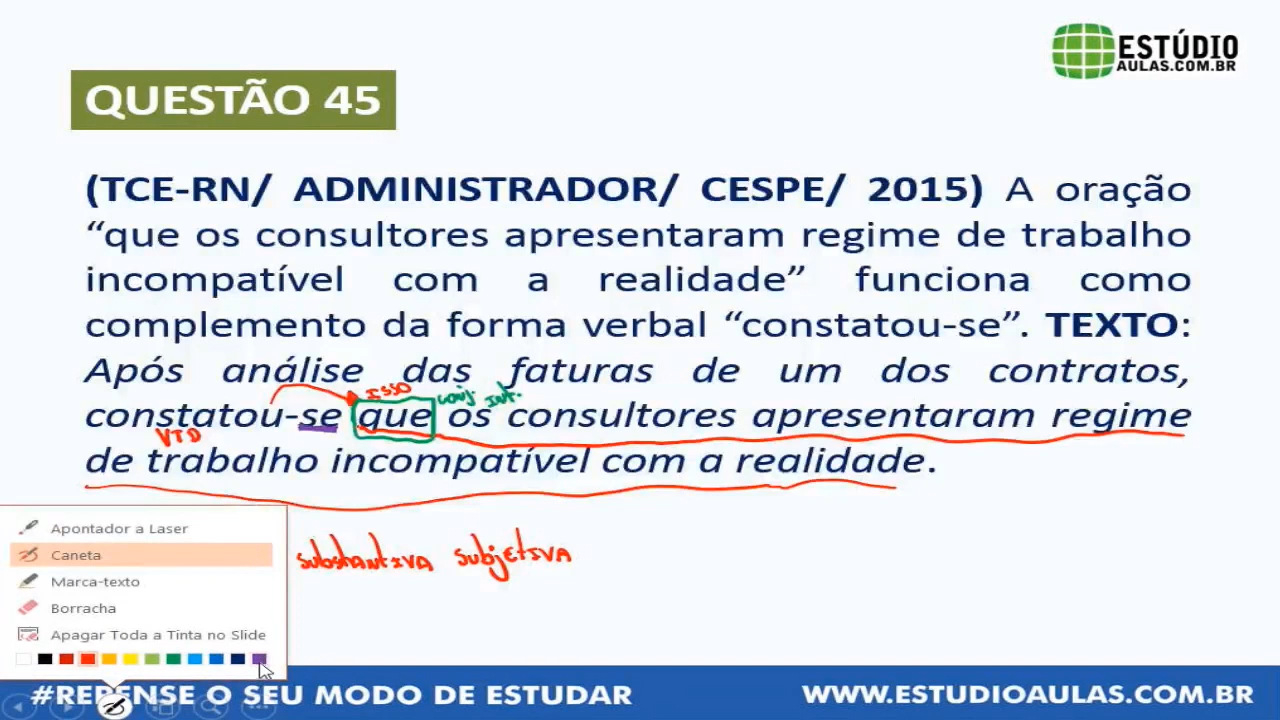 ESTÚDIO
AULAS.COM.BR
QUESTÃO 45
(TCE-RN/ ADMINISTRADOR/ CESPE/ 2015) A oração
“que os consultores apresentaram regime de trabalho
incompatível com a realidade” funciona como
complemento da forma verbal “constatou-se”. TEXTO:
Após análise das faturas de um dos contratos,
ISSO conj. int.
constatou-se que os consultores apresentaram regime
VTD
de trabalho incompatível com a realidade.
substantiva subjetiva
Apontador a Laser
Caneta
Marca-texto
Borracha
Apagar Toda a Tinta no Slide
#REPENSE O SEU MODO DE ESTUDAR
WWW.ESTUDIOAULAS.COM.BR